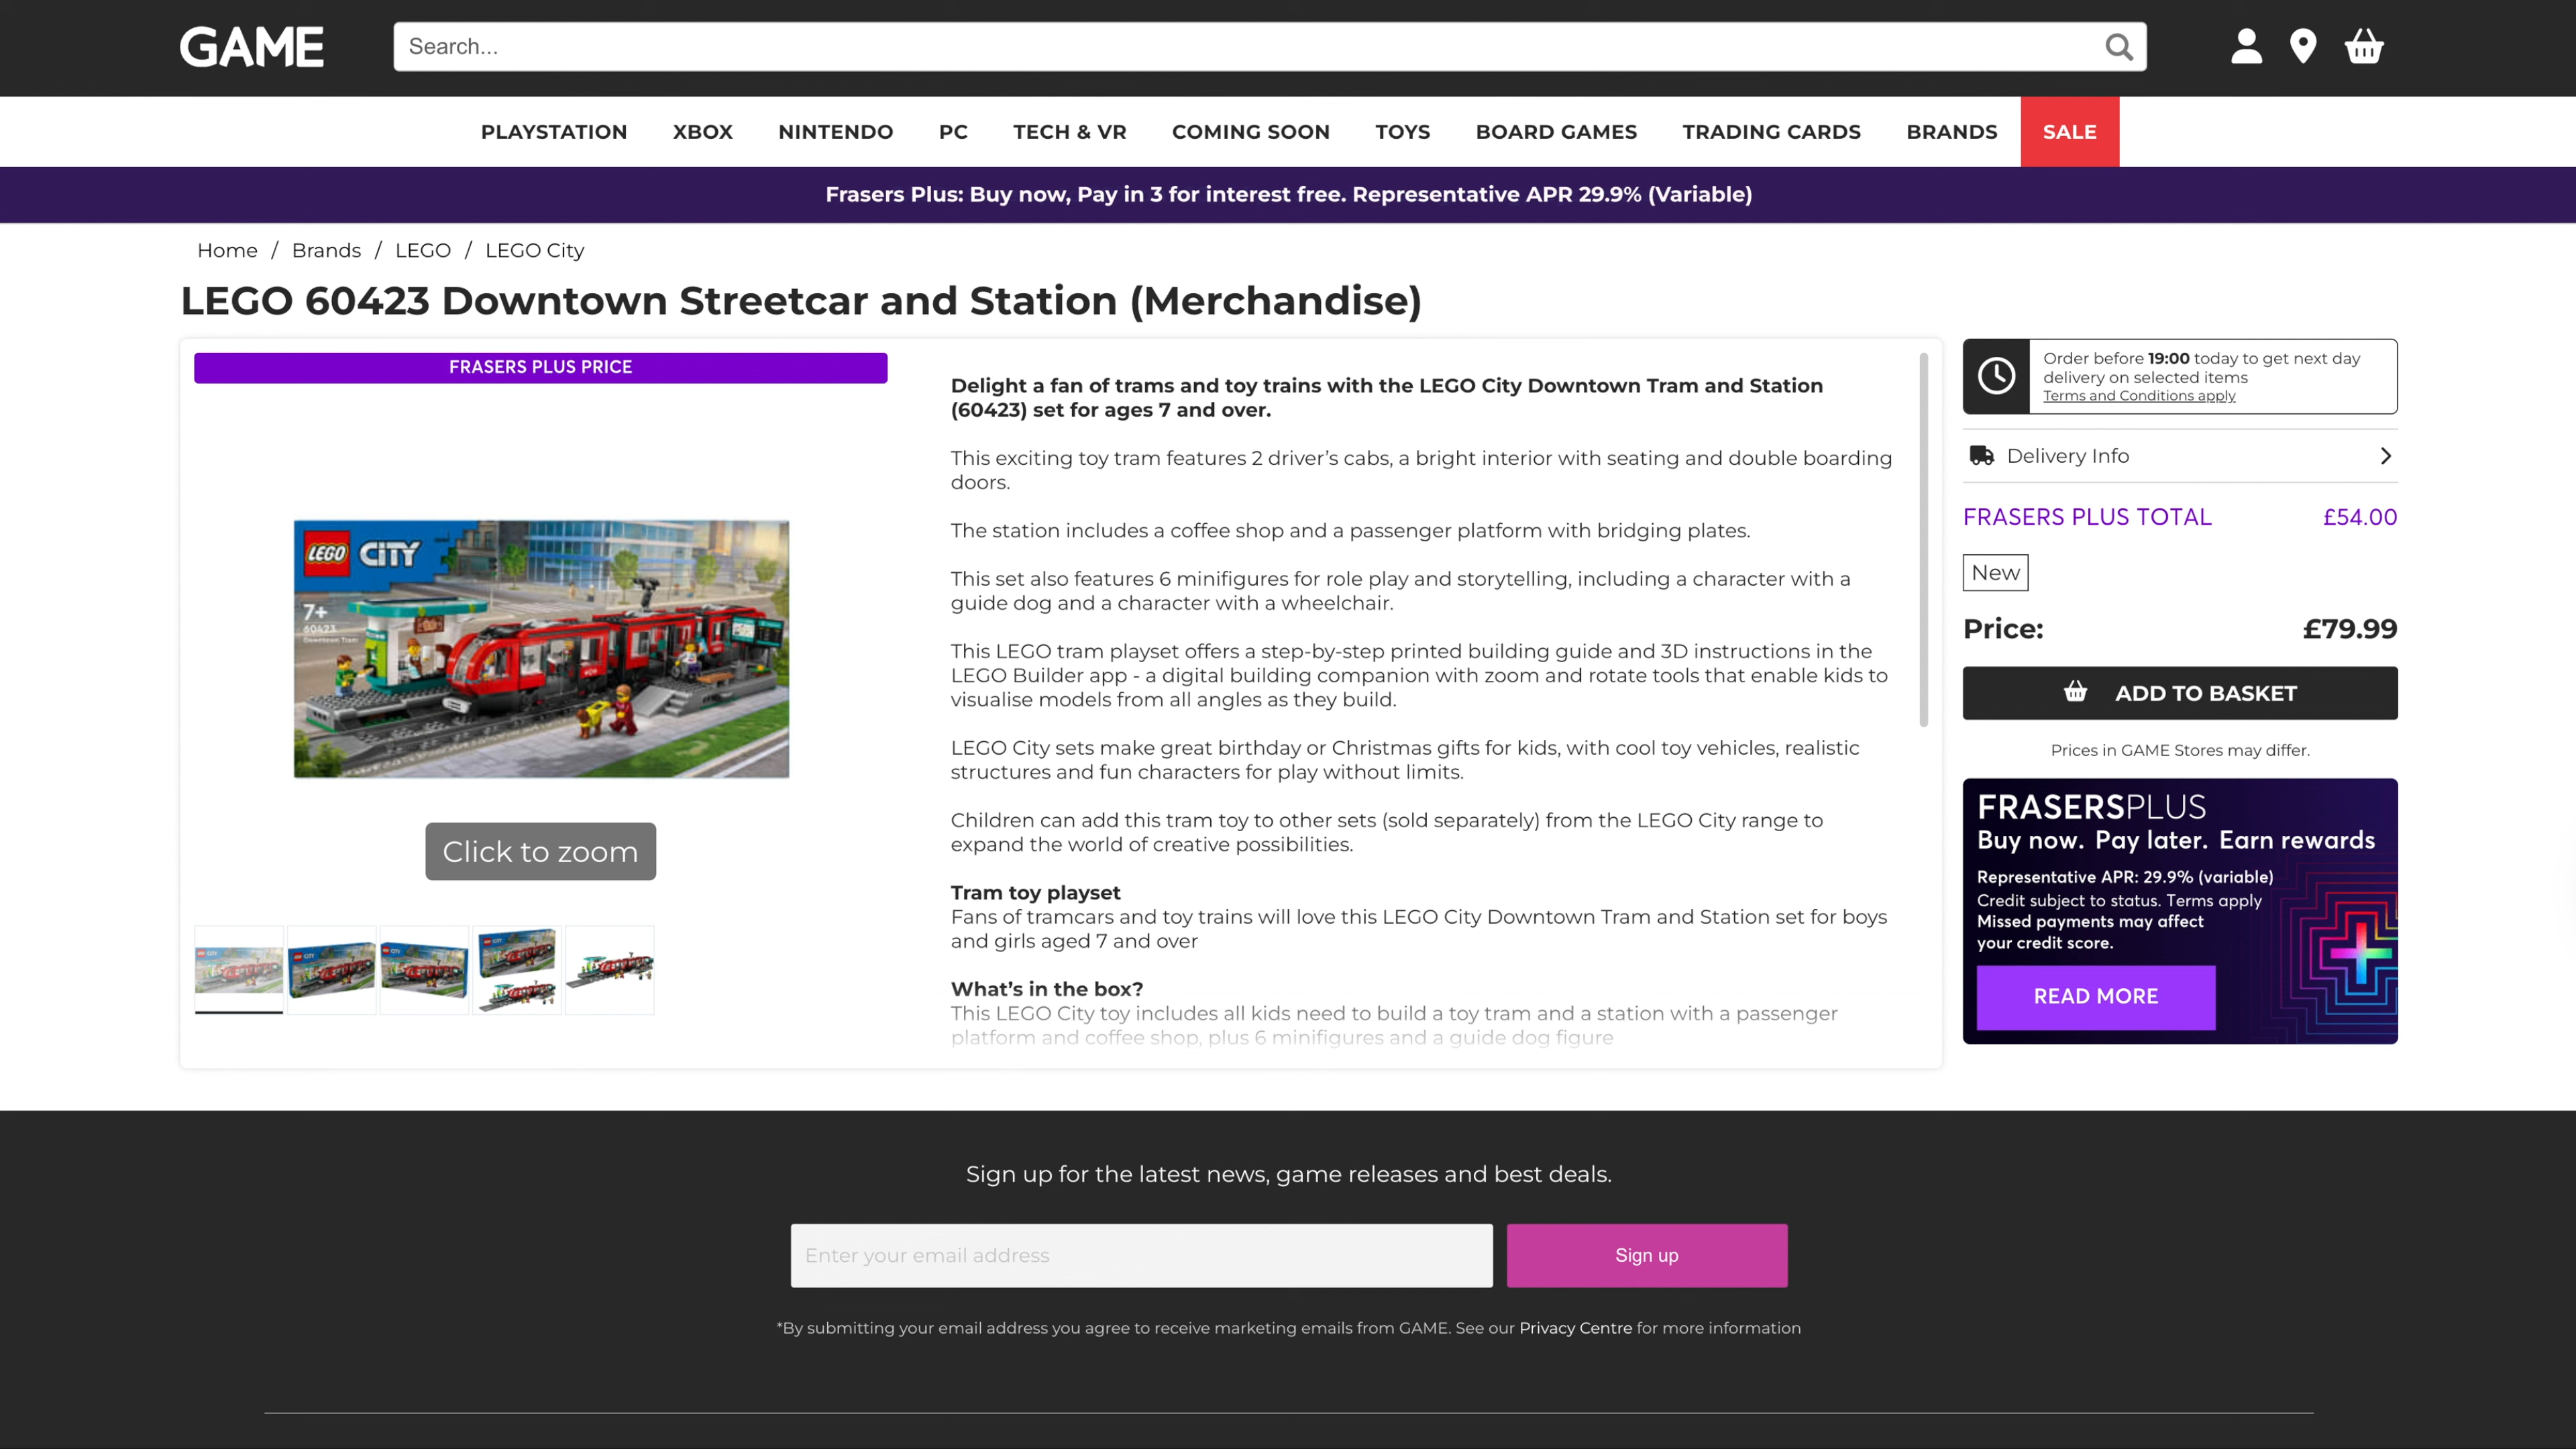 GAME
Search...
PLAYSTATION
XBOX
NINTENDO
PC
TECH & VR
COMING SOON
TOYS
BOARD GAMES
TRADING CARDS
BRANDS
SALE
Frasers Plus: Buy now, Pay in 3 for interest free. Representative APR 29.9% (Variable)
Home / Brands / LEGO / LEGO City
LEGO 60423 Downtown Streetcar and Station (Merchandise)
FRASERS PLUS PRICE
LEGO CITY
7+
60423
Downtown Tram
Click to zoom
Delight a fan of trams and toy trains with the LEGO City Downtown Tram and Station
(60423) set for ages 7 and over.
This exciting toy tram features 2 driver's cabs, a bright interior with seating and double boarding
doors.
The station includes a coffee shop and a passenger platform with bridging plates.
This set also features 6 minifigures for role play and storytelling, including a character with a
guide dog and a character with a wheelchair.
This LEGO tram playset offers a step-by-step printed building guide and 3D instructions in the
LEGO Builder app - a digital building companion with zoom and rotate tools that enable kids to
visualise models from all angles as they build.
LEGO City sets make great birthday or Christmas gifts for kids, with cool toy vehicles, realistic
structures and fun characters for play without limits.
Children can add this tram toy to other sets (sold separately) from the LEGO City range to
expand the world of creative possibilities.
Tram toy playset
Fans of tramcars and toy trains will love this LEGO City Downtown Tram and Station set for boys
and girls aged 7 and over
What's in the box?
This LEGO City toy includes all kids need to build a toy tram and a station with a passenger
platform and coffee shop, plus 6 minifigures and a guide dog figure
Order before 19:00 today to get next day
delivery on selected items
Terms and Conditions apply
Delivery Info
FRASERS PLUS TOTAL £54.00
New
Price: £79.99
ADD TO BASKET
Prices in GAME Stores may differ.
FRASERSPLUS
Buy now. Pay later. Earn rewards
Representative APR: 29.9% (variable)
Credit subject to status. Terms apply
Missed payments may affect
your credit score.
READ MORE
Sign up for the latest news, game releases and best deals.
Enter your email address
Sign up
*By submitting your email address you agree to receive marketing emails from GAME. See our Privacy Centre for more information